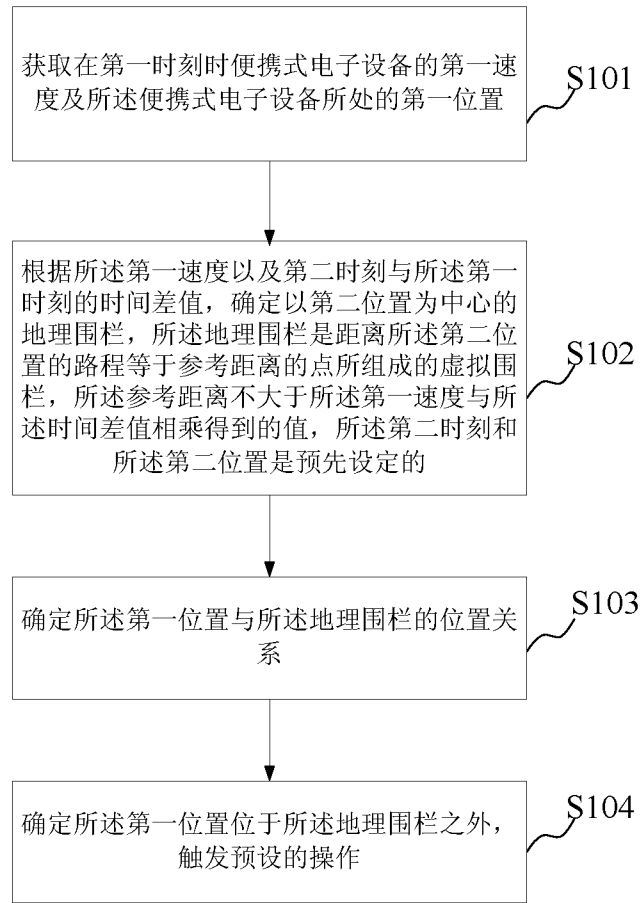 获取在第一时刻时便携式电子设备的第一速
度及所述便携式电子设备所处的第一位置
S101
根据所述第一速度以及第二时刻与所述第一
时刻的时间差值，确定以第二位置为中心的
地理围栏，所述地理围栏是距离所述第二位
置的路程等于参考距离的点所组成的虚拟围
栏，所述参考距离不大于所述第一速度与所
述时间差值相乘得到的值，所述第二时刻和
所述第二位置是预先设定的
S102
确定所述第一位置与所述地理围栏的位置关
系
S103
确定所述第一位置位于所述地理围栏之外，
触发预设的操作
S104